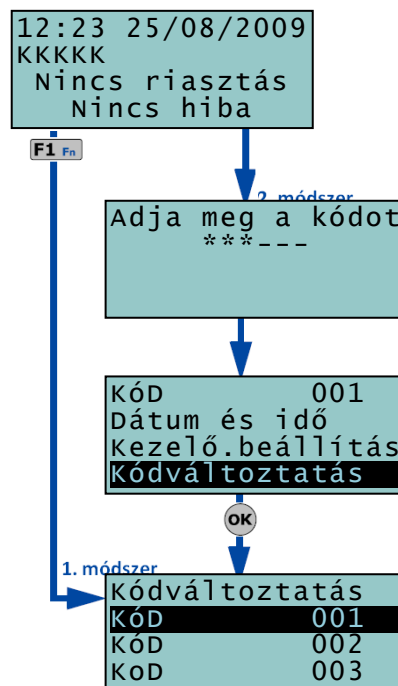 12:23 25/08/2009
KKKKK
Nincs riasztás
Nincs hiba
F1 Fn
2. módszer
Adja meg a kódot
***---
KóD 001
Dátum és idő
Kezelő.beállítás
Kódváltoztatás
OK
1. módszer
Kódváltoztatás
KóD 001
KóD 002
KoD 003